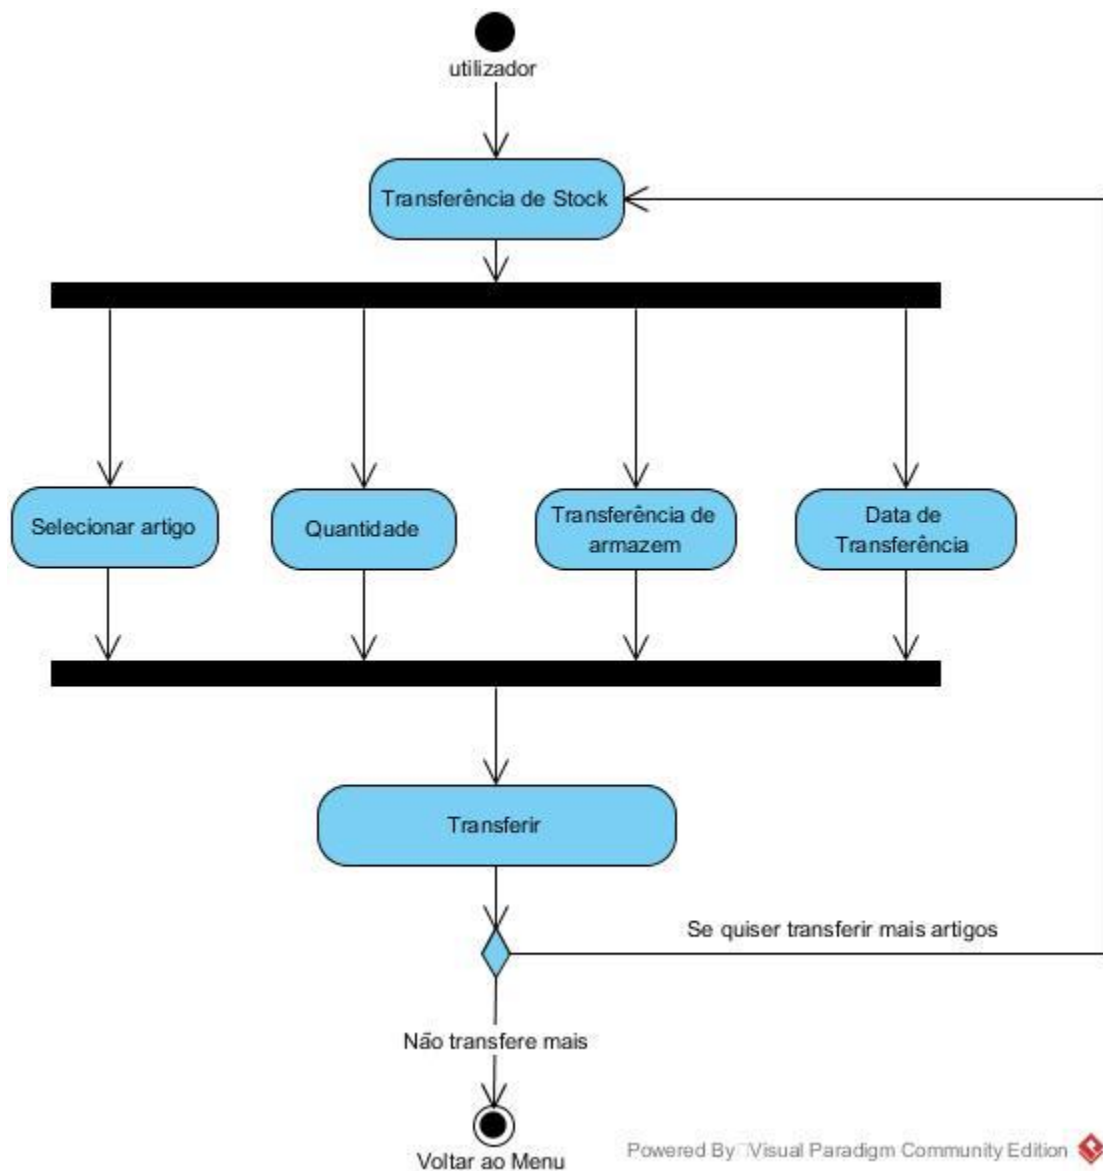 utilizador
Transferência de Stock
Selecionar artigo
Quantidade
Transferência de
armazem
Data de
Transferência
Transferir
Se quiser transferir mais artigos
Não transfere mais
Voltar ao Menu
Powered By Visual Paradigm Community Edition